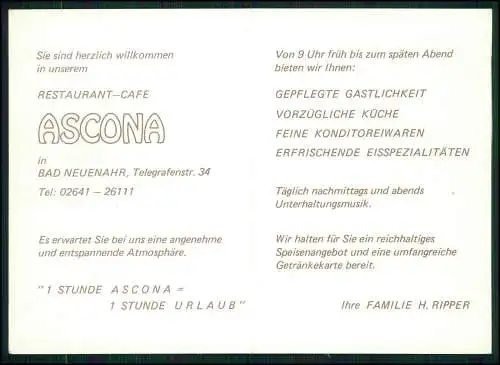 Sie sind herzlich willkommen
in unserem
RESTAURANT—CAFE
ASCONA
in
BAD NEUENAHR, Telegrafenstr. 34
Tel: 02641 – 26111
Es erwartet Sie bei uns eine angenehme
und entspannende Atmosphäre.
"1 STUNDE ASCONA =
1 STUNDE URLAUB"
Von 9 Uhr früh bis zum späten Abend
bieten wir Ihnen:
GEPFLEGTE GASTLICHKEIT
VORZÜGLICHE KÜCHE
FEINE KONDITOREIWAREN
ERFRISCHENDE EISSPEZIALITÄTEN
Täglich nachmittags und abends
Unterhaltungsmusik.
Wir halten für Sie ein reichhaltiges
Speisenangebot und eine umfangreiche
Getränkekarte bereit.
Ihre FAMILIE H. RIPPER